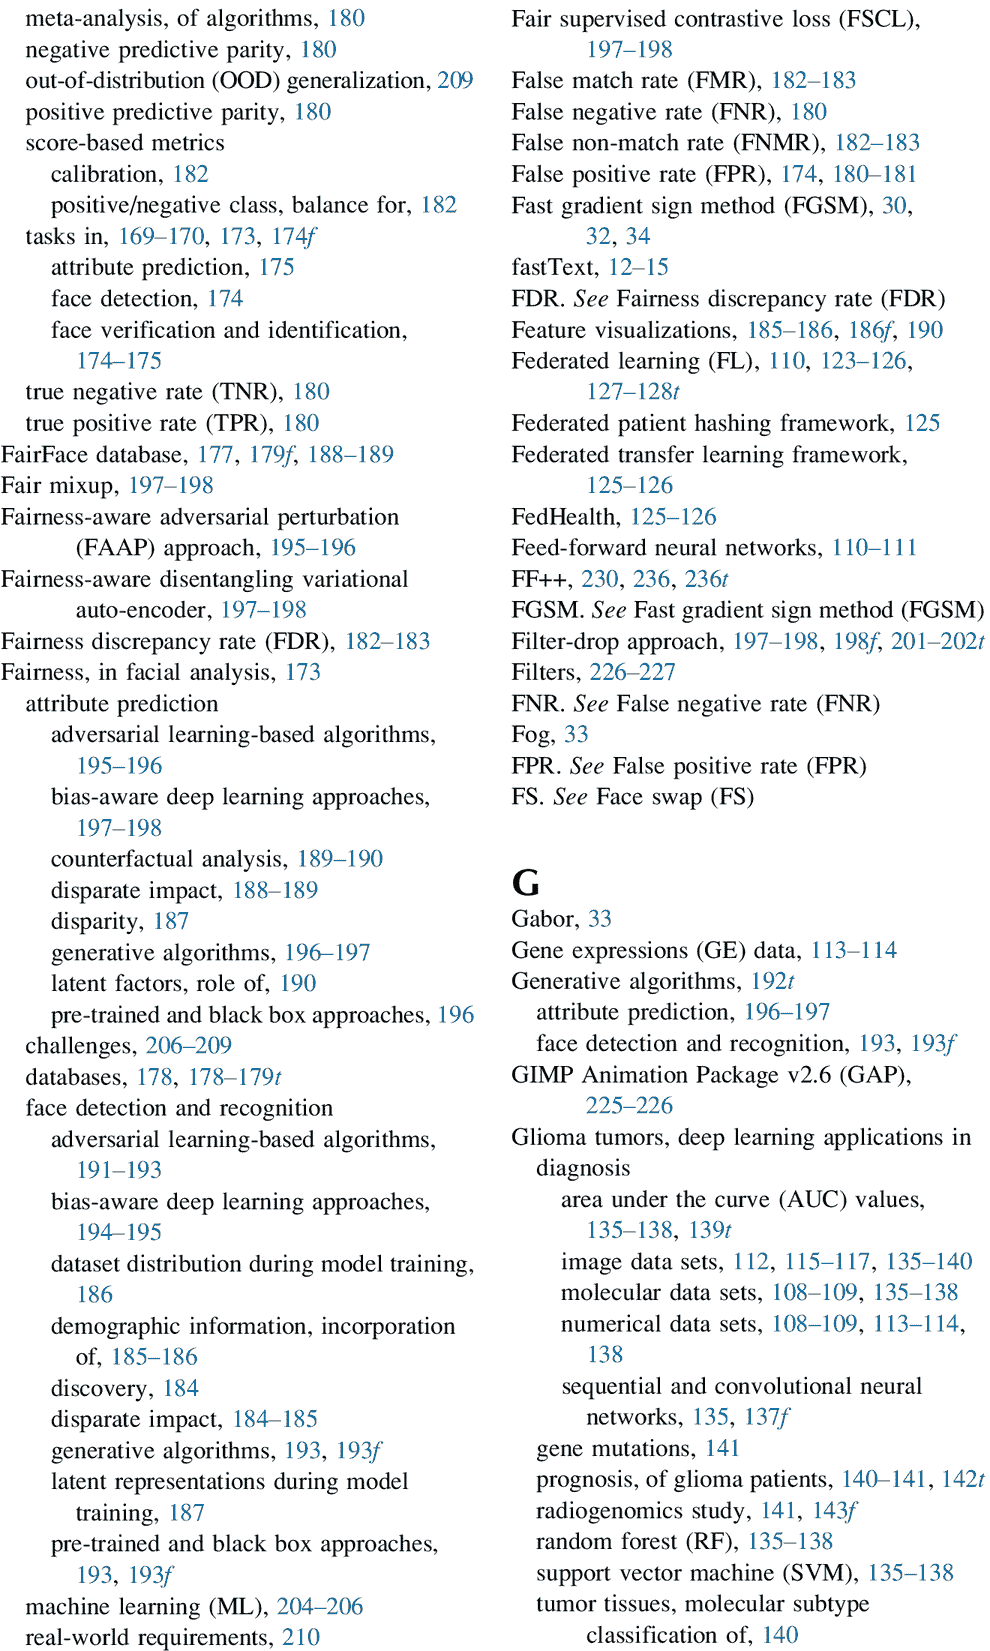 meta-analysis, of algorithms, 180
negative predictive parity, 180
out-of-distribution (OOD) generalization, 209
positive predictive parity, 180
score-based metrics
calibration, 182
positive/negative class, balance for, 182
tasks in, 169–170, 173, 174f
attribute prediction, 175
face detection, 174
face verification and identification,
174–175
true negative rate (TNR), 180
true positive rate (TPR), 180
FairFace database, 177, 179f, 188–189
Fair mixup, 197–198
Fairness-aware adversarial perturbation
(FAAP) approach, 195–196
Fairness-aware disentangling variational
auto-encoder, 197–198
Fairness discrepancy rate (FDR), 182–183
Fairness, in facial analysis, 173
attribute prediction
adversarial learning-based algorithms,
195–196
bias-aware deep learning approaches,
197–198
counterfactual analysis, 189–190
disparate impact, 188–189
disparity, 187
generative algorithms, 196–197
latent factors, role of, 190
pre-trained and black box approaches, 196
challenges, 206–209
databases, 178, 178–179t
face detection and recognition
adversarial learning-based algorithms,
191–193
bias-aware deep learning approaches,
194–195
dataset distribution during model training,
186
demographic information, incorporation
of, 185–186
discovery, 184
disparate impact, 184–185
generative algorithms, 193, 193f
latent representations during model
training, 187
pre-trained and black box approaches,
193, 193f
machine learning (ML), 204–206
real-world requirements, 210
Fair supervised contrastive loss (FSCL),
197–198
False match rate (FMR), 182–183
False negative rate (FNR), 180
False non-match rate (FNMR), 182–183
False positive rate (FPR), 174, 180–181
Fast gradient sign method (FGSM), 30,
32, 34
fastText, 12–15
FDR. See Fairness discrepancy rate (FDR)
Feature visualizations, 185–186, 186f, 190
Federated learning (FL), 110, 123–126,
127–128t
Federated patient hashing framework, 125
Federated transfer learning framework,
125–126
FedHealth, 125–126
Feed-forward neural networks, 110–111
FF++, 230, 236, 236t
FGSM. See Fast gradient sign method (FGSM)
Filter-drop approach, 197–198, 198f, 201–202t
Filters, 226–227
FNR. See False negative rate (FNR)
Fog, 33
FPR. See False positive rate (FPR)
FS. See Face swap (FS)
G
Gabor, 33
Gene expressions (GE) data, 113–114
Generative algorithms, 192t
attribute prediction, 196–197
face detection and recognition, 193, 193f
GIMP Animation Package v2.6 (GAP),
225–226
Glioma tumors, deep learning applications in
diagnosis
area under the curve (AUC) values,
135–138, 139t
image data sets, 112, 115–117, 135–140
molecular data sets, 108–109, 135–138
numerical data sets, 108–109, 113–114,
138
sequential and convolutional neural
networks, 135, 137f
gene mutations, 141
prognosis, of glioma patients, 140–141, 142t
radiogenomics study, 141, 143f
random forest (RF), 135–138
support vector machine (SVM), 135–138
tumor tissues, molecular subtype
classification of, 140